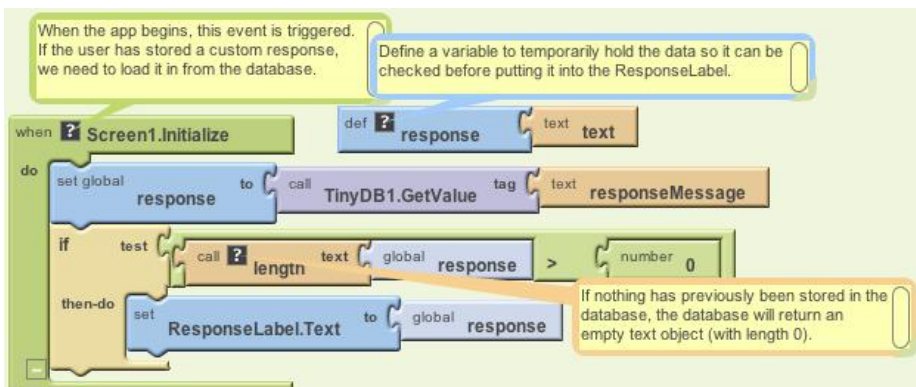 When the app begins, this event is triggered.
If the user has stored a custom response,
we need to load it in from the database.
Define a variable to temporarily hold the data so it can be
checked before putting it into the ResponseLabel.
when ? Screen1.Initialize
def ? response text text
do
set global response to call TinyDB1.GetValue tag text responseMessage
if test call ? length text global response > number 0
then-do set ResponseLabel.Text to global response
If nothing has previously been stored in the
database, the database will return an
empty text object (with length 0).